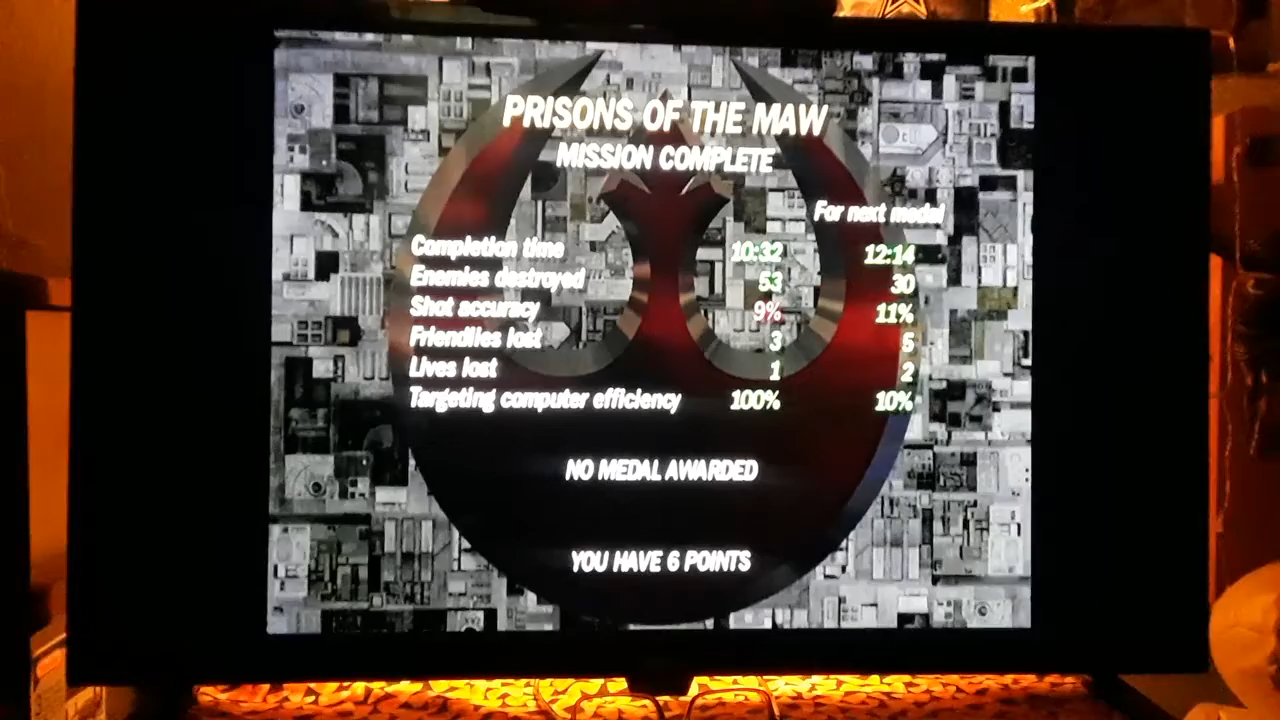 PRISONS OF THE MAW
MISSION COMPLETE
For next medal
Completion time 10:32 12:14
Enemies destroyed 53 30
Shot accuracy 9% 11%
Friendlies lost 3 5
Lives lost 1 2
Targeting computer efficiency 100% 10%
NO MEDAL AWARDED
YOU HAVE 6 POINTS